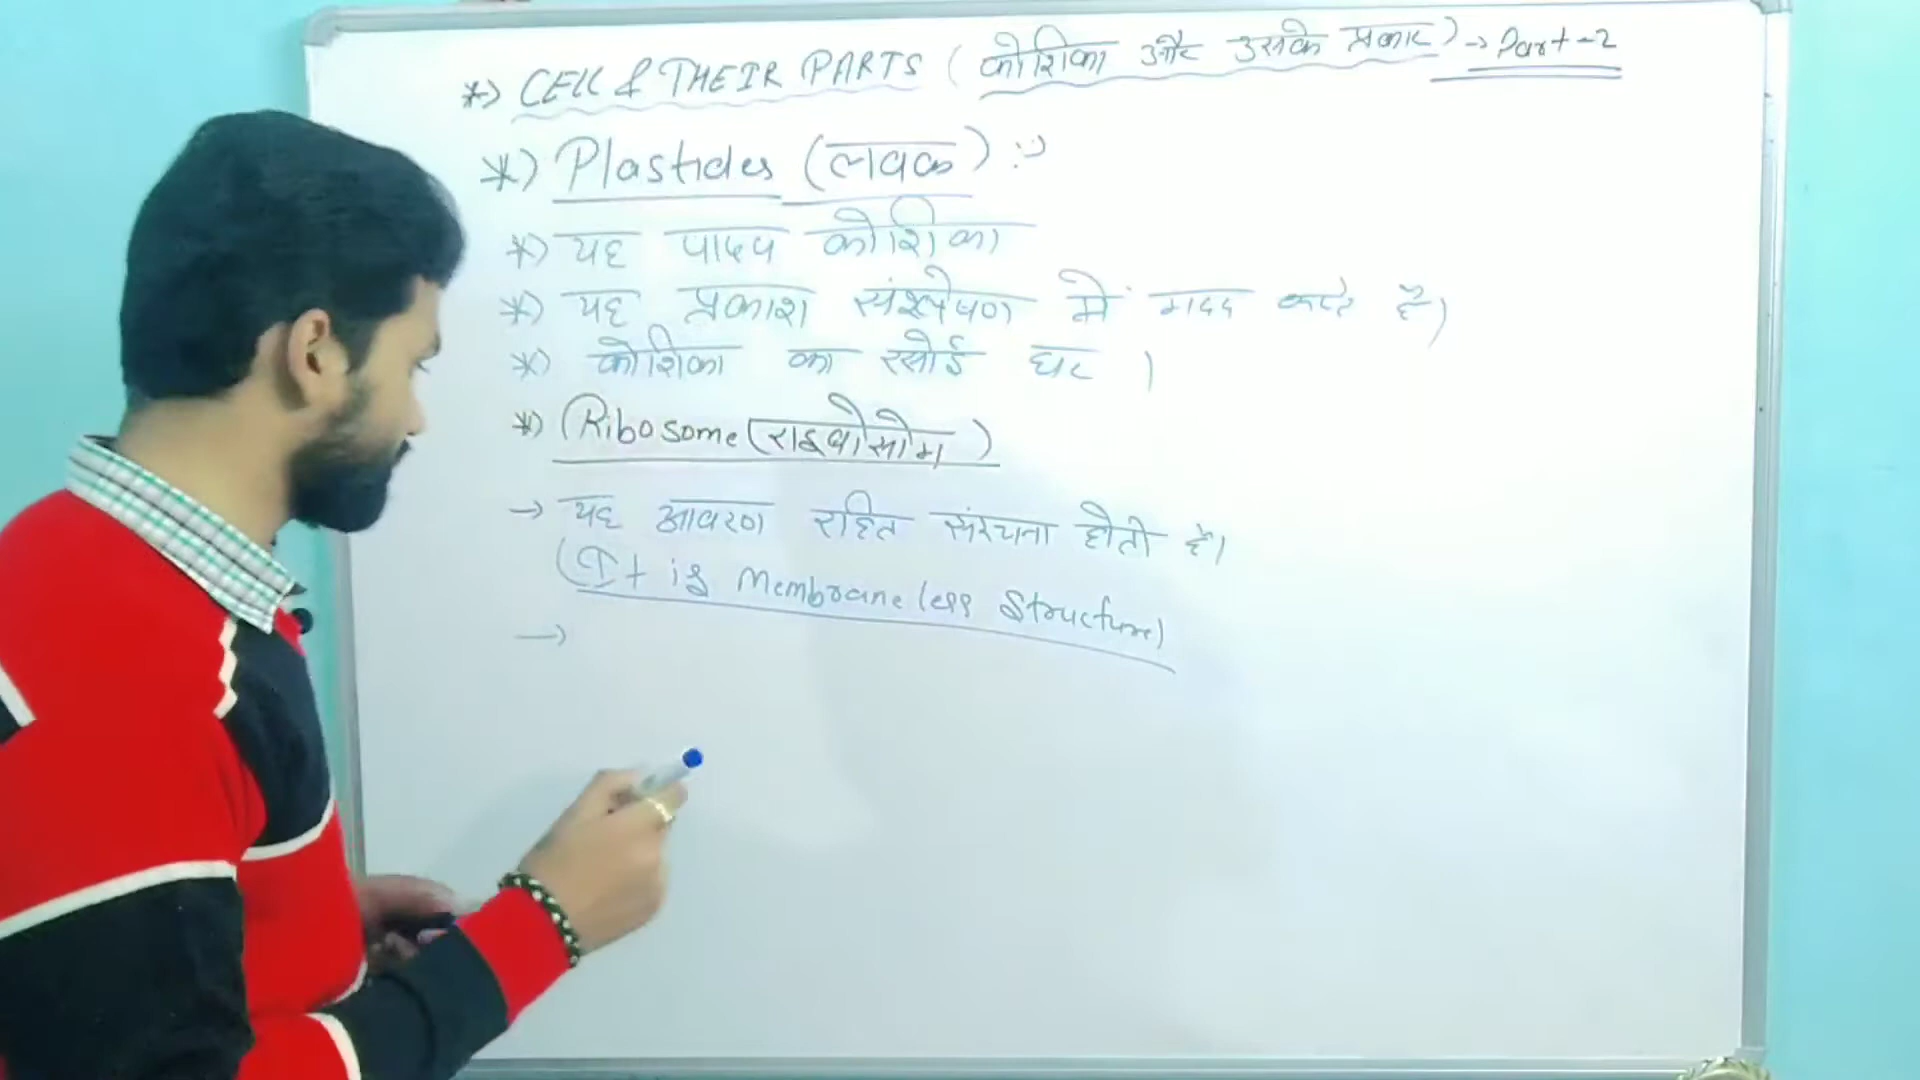 *) CELL & THEIR PARTS (कोशिका और उसके प्रकार) → Part-2
*) Plastides (लवक) :-
*) यह पादप कोशिका
*) यह प्रकाश संश्लेषण में मदद करते है।
*) कोशिका का रसोई घर ।
*) Ribosome (राइबोसोम)
→ यह आवरण रहित संरचना होती है।
(It is Membraneless Structure)
→